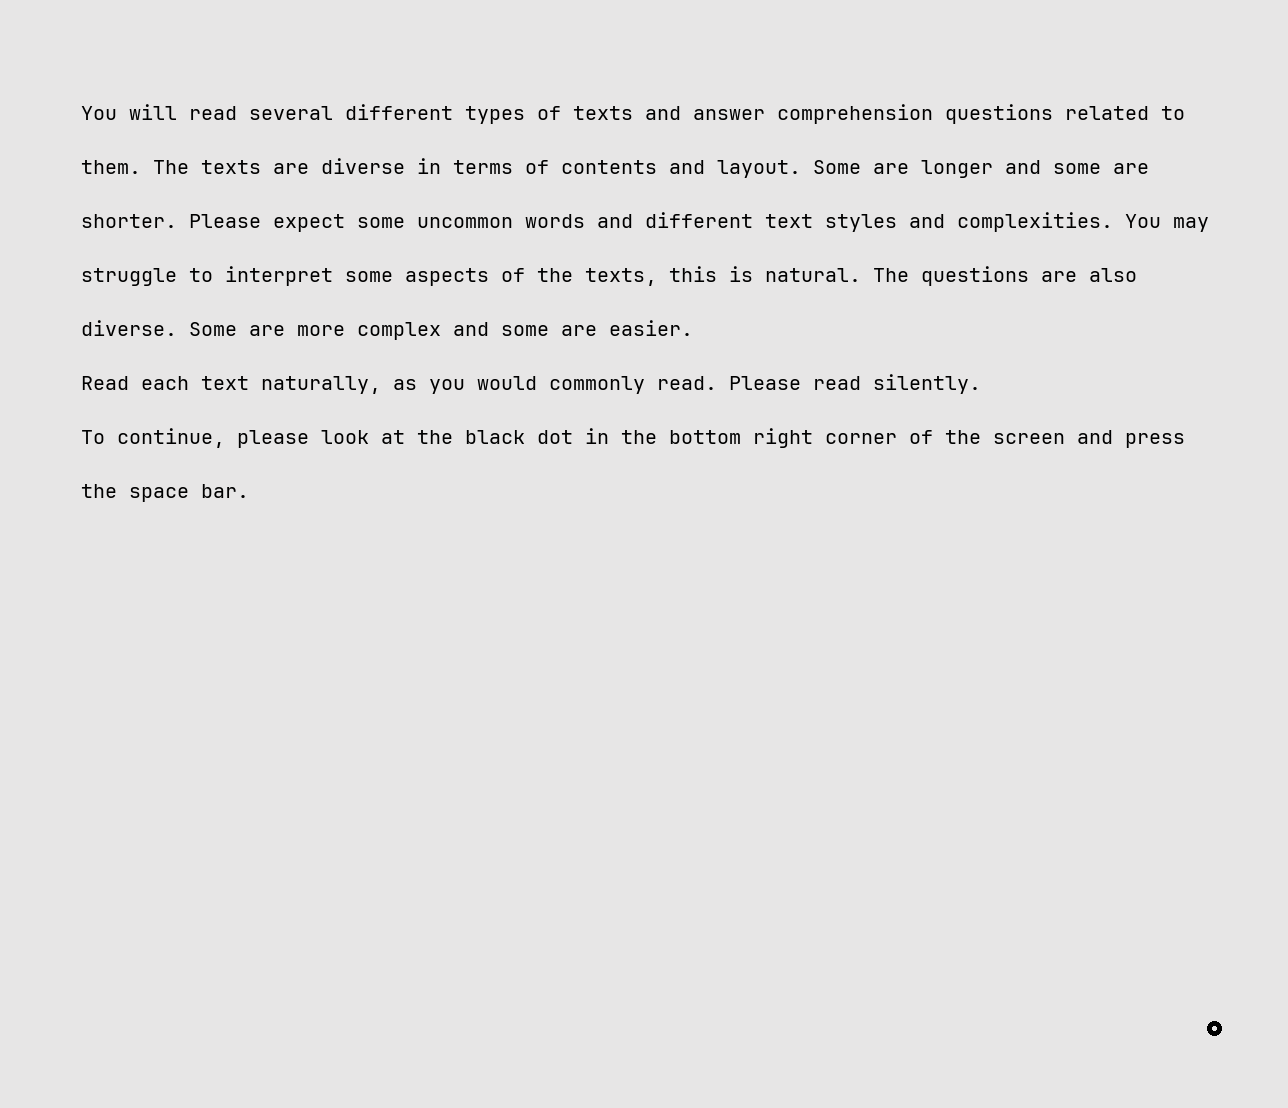 You will read several different types of texts and answer comprehension questions related to
them. The texts are diverse in terms of contents and layout. Some are longer and some are
shorter. Please expect some uncommon words and different text styles and complexities. You may
struggle to interpret some aspects of the texts, this is natural. The questions are also
diverse. Some are more complex and some are easier.
Read each text naturally, as you would commonly read. Please read silently.
To continue, please look at the black dot in the bottom right corner of the screen and press
the space bar.